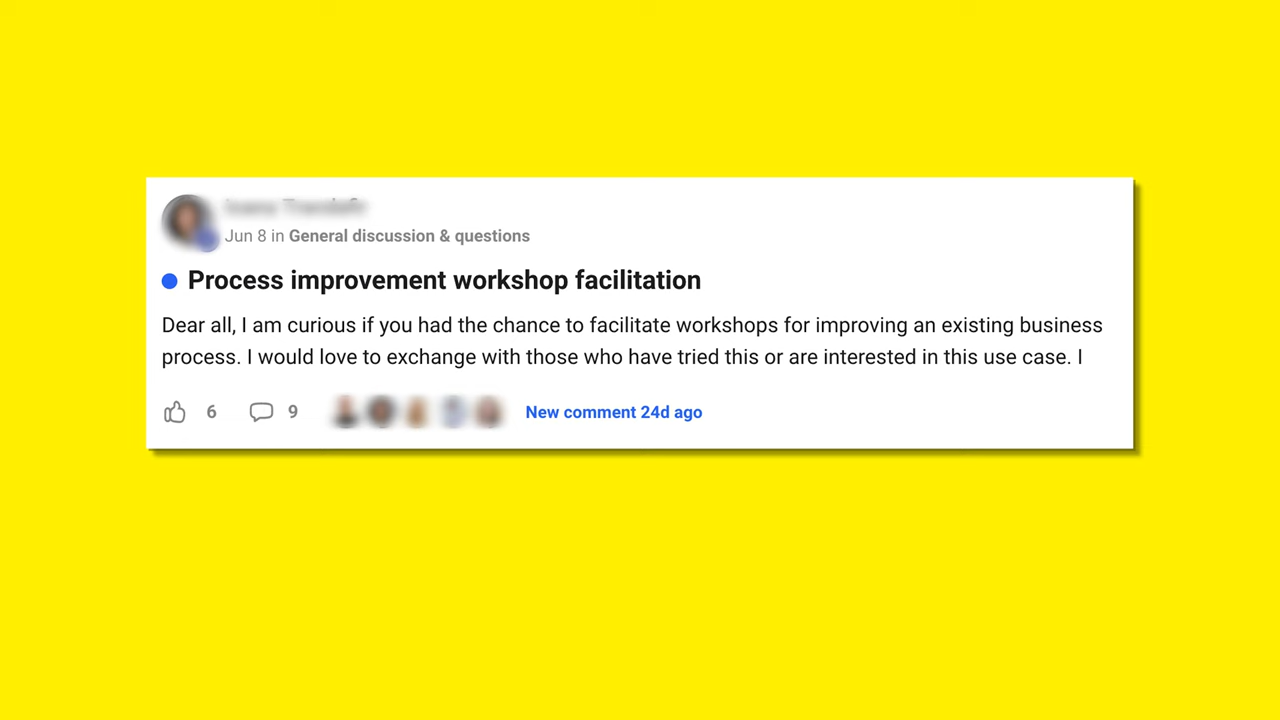 Jun 8 in General discussion & questions
Process improvement workshop facilitation
Dear all, I am curious if you had the chance to facilitate workshops for improving an existing business
process. I would love to exchange with those who have tried this or are interested in this use case. I
6 9 New comment 24d ago